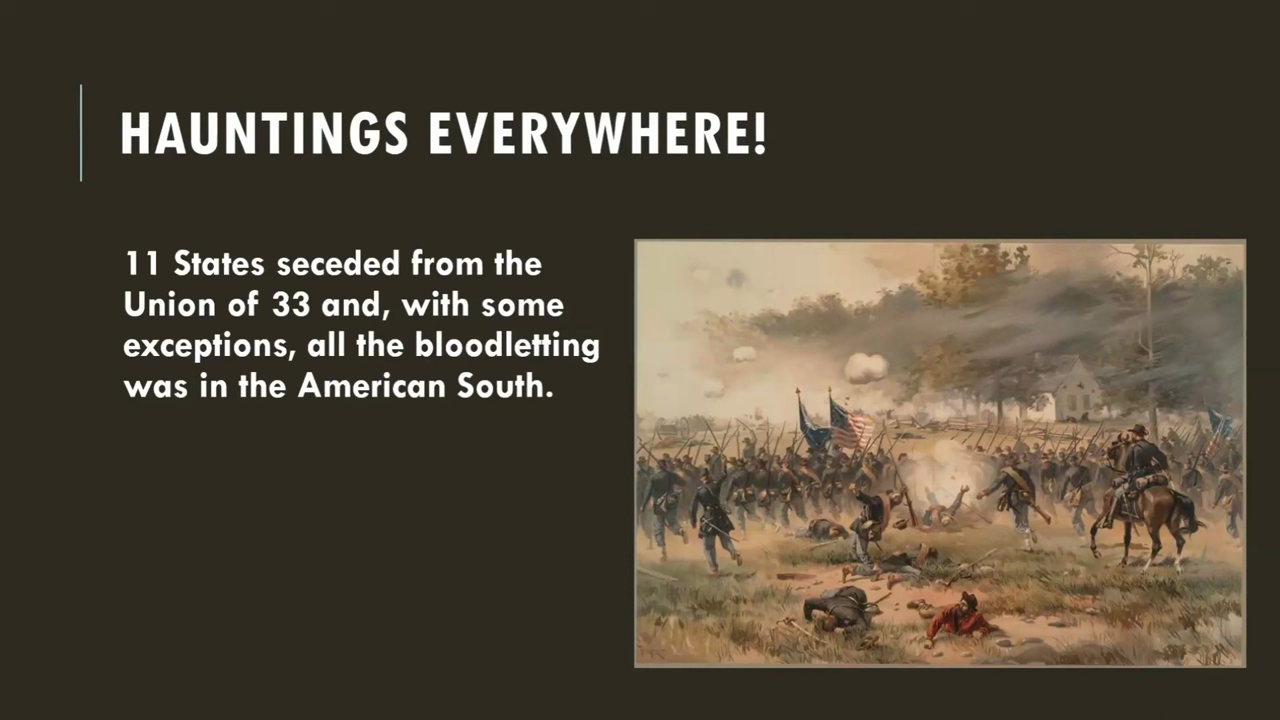 HAUNTINGS EVERYWHERE!
11 States seceded from the
Union of 33 and, with some
exceptions, all the bloodletting
was in the American South.